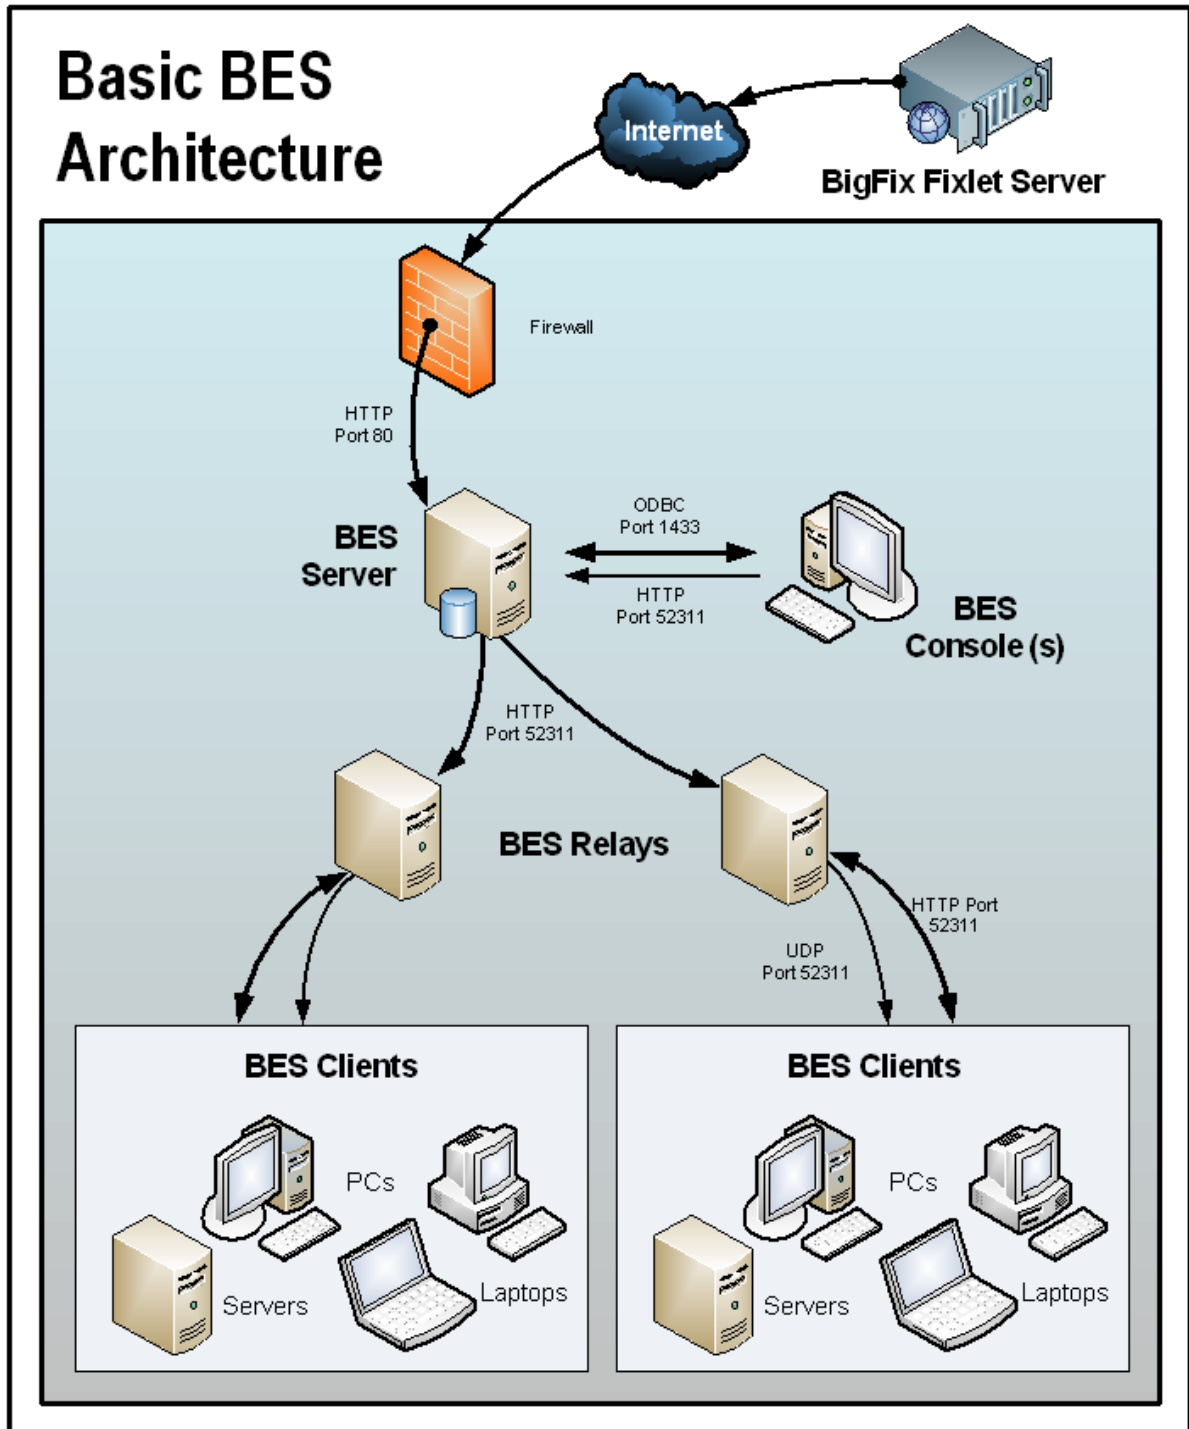 Basic BES
Architecture
Internet
BigFix Fixlet Server
Firewall
HTTP
Port 80
BES
Server
ODBC
Port 1433
HTTP
Port 52311
BES
Console (s)
HTTP
Port 52311
BES Relays
HTTP Port
52311
UDP
Port 52311
BES Clients
PCs
Servers
Laptops
BES Clients
PCs
Servers
Laptops